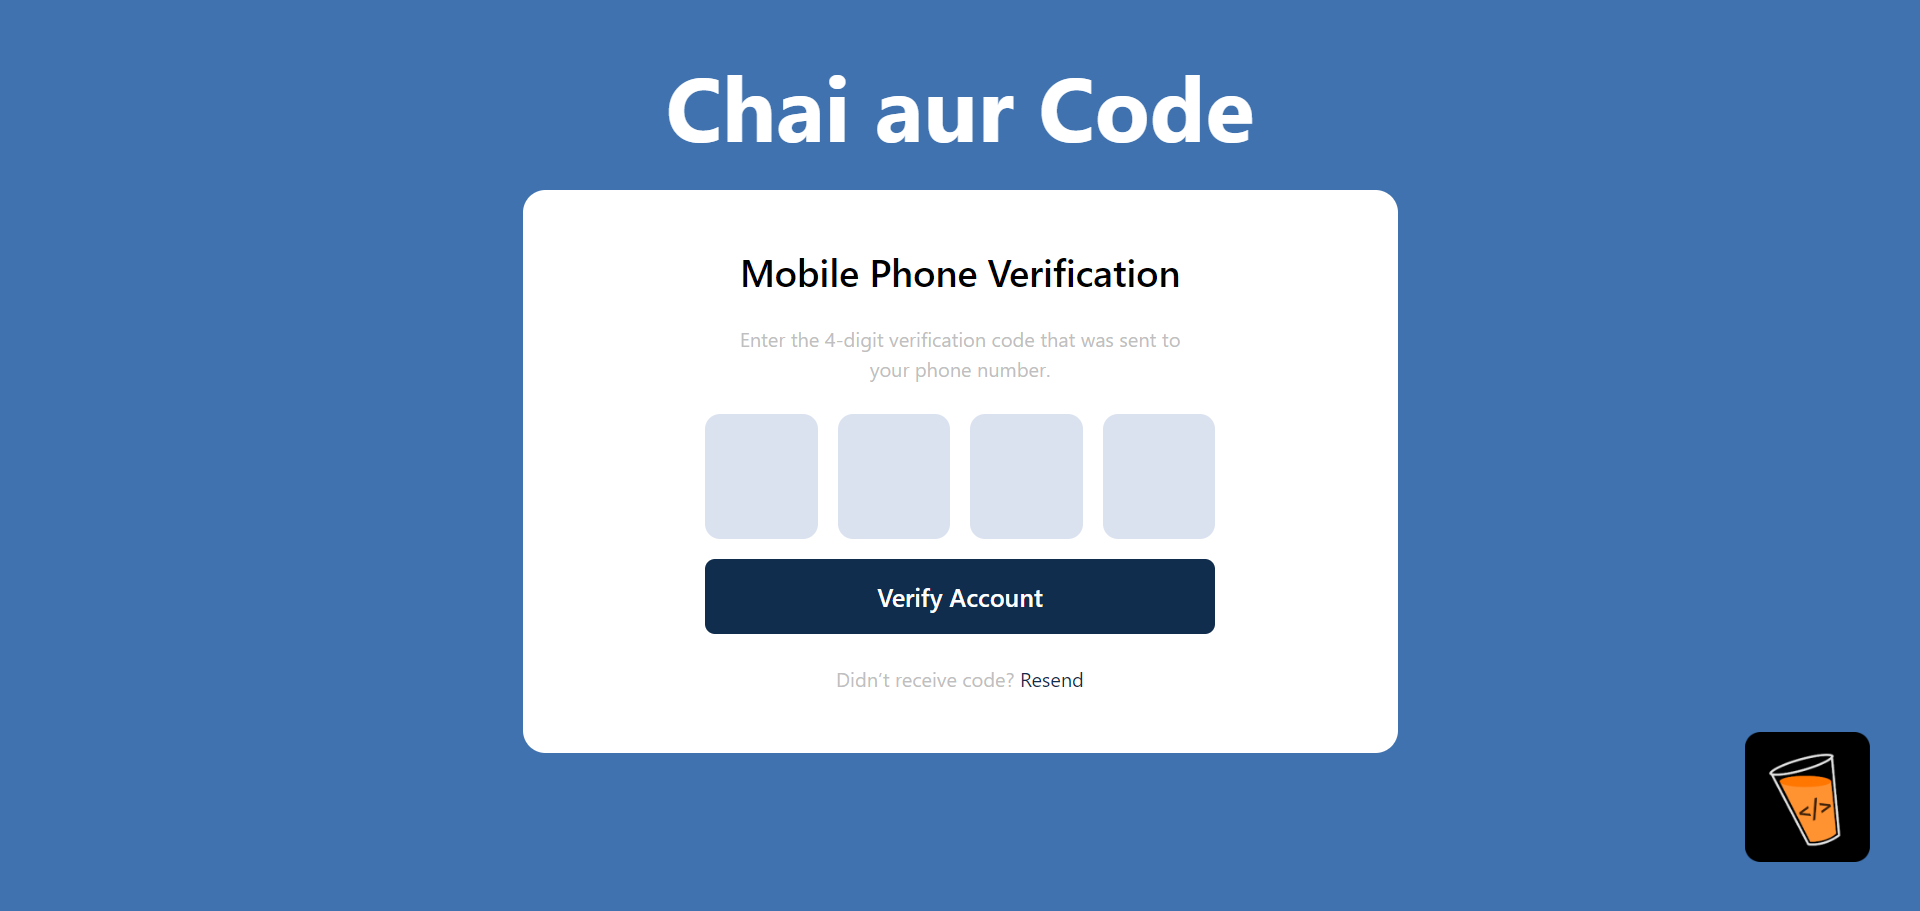 Chai aur Code
Mobile Phone Verification
Enter the 4-digit verification code that was sent to
your phone number.
Verify Account
Didn't receive code? Resend
</>